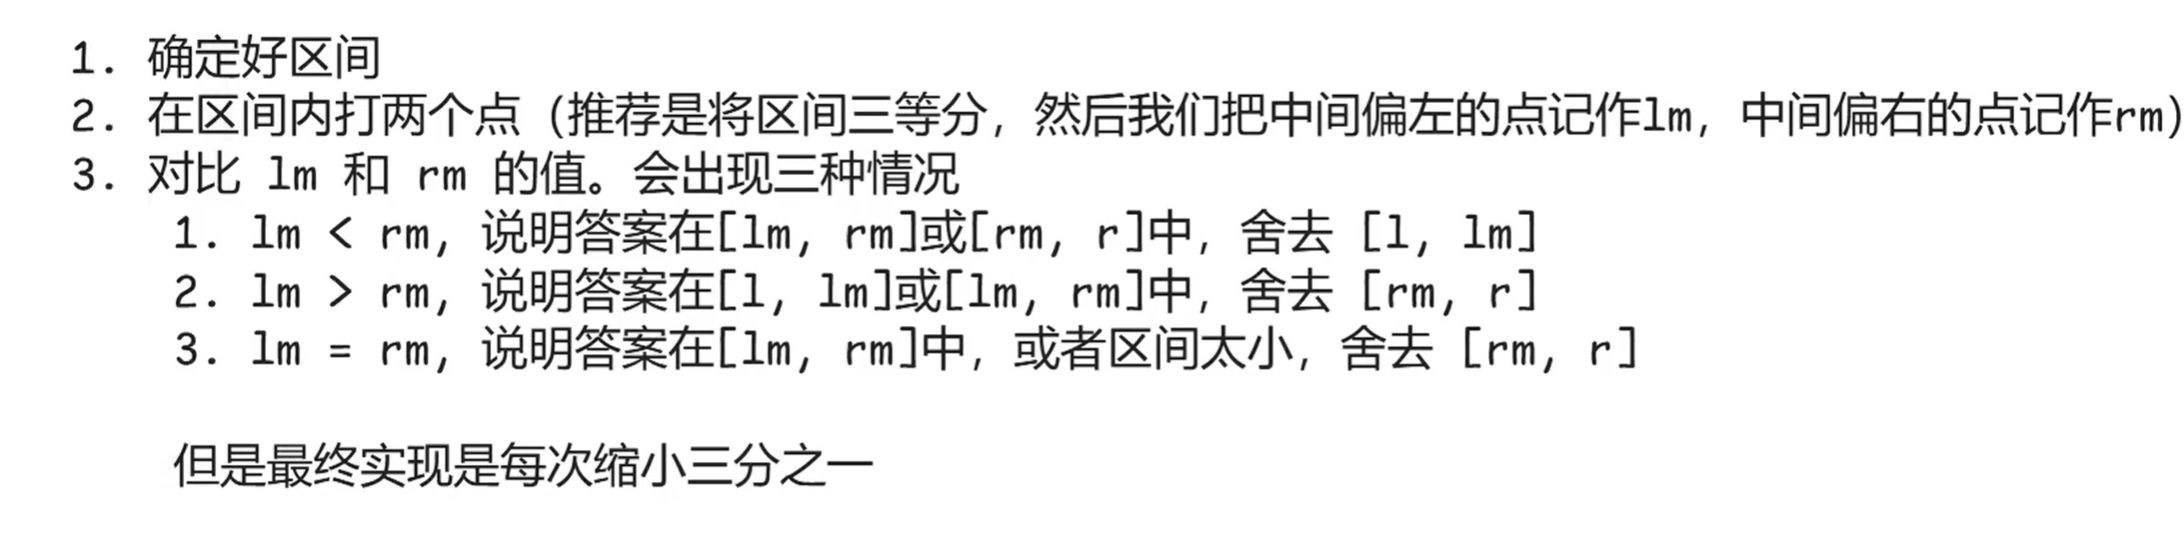 1. 确定好区间
2. 在区间内打两个点（推荐是将区间三等分，然后我们把中间偏左的点记作lm，中间偏右的点记作rm）
3. 对比 lm 和 rm 的值。会出现三种情况
1. lm < rm, 说明答案在[lm, rm]或[rm, r]中，舍去 [l, lm]
2. lm > rm, 说明答案在[l, lm]或[lm, rm]中，舍去 [rm, r]
3. lm = rm, 说明答案在[lm, rm]中，或者区间太小，舍去 [rm, r]
但是最终实现是每次缩小三分之一